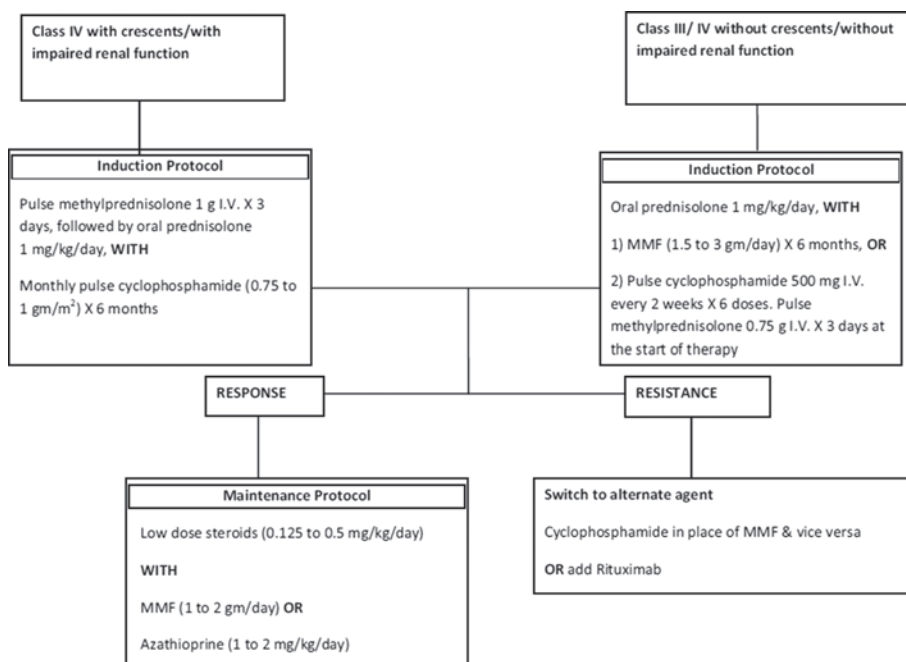 Class IV with crescents/with
impaired renal function
Class III/ IV without crescents/without
impaired renal function
Induction Protocol
Pulse methylprednisolone 1 g I.V. X 3
days, followed by oral prednisolone
1 mg/kg/day, WITH
Monthly pulse cyclophosphamide (0.75 to
1 gm/m²) X 6 months
Induction Protocol
Oral prednisolone 1 mg/kg/day, WITH
1) MMF (1.5 to 3 gm/day) X 6 months, OR
2) Pulse cyclophosphamide 500 mg I.V.
every 2 weeks X 6 doses. Pulse
methylprednisolone 0.75 g I.V. X 3 days at
the start of therapy
RESPONSE
RESISTANCE
Maintenance Protocol
Low dose steroids (0.125 to 0.5 mg/kg/day)
WITH
MMF (1 to 2 gm/day) OR
Azathioprine (1 to 2 mg/kg/day)
Switch to alternate agent
Cyclophosphamide in place of MMF & vice versa
OR add Rituximab